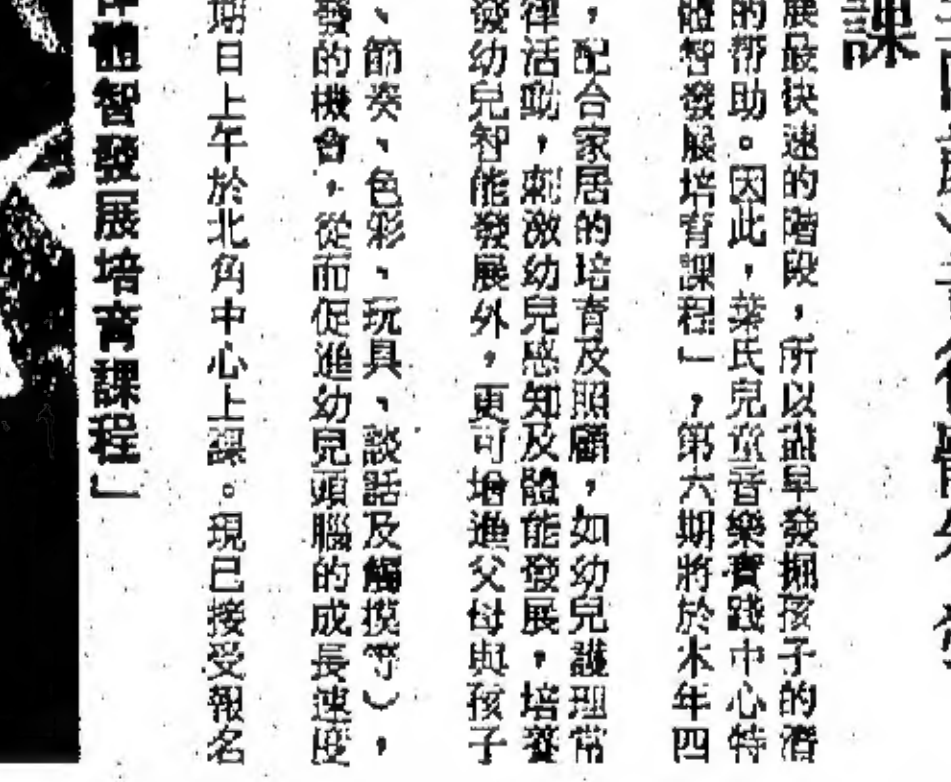 課
展最快速的階段，所以盡早發掘孩子的潛
的帮助。因此，葉氏兒童音樂實踐中心特
體智發展培育課程」，第六期將於本年四
，配合家居的培育及照顧，如幼兒護理常
律活動，刺激幼兒感知及體能發展，培養
發幼兒智能發展外，更可增進父母與孩子
、節奏、色彩、玩具、談話及觸摸等），
發的機會，從而促進幼兒頭腦的成長速度
期日上午於北角中心上課。現已接受報名
體智發展培育課程」